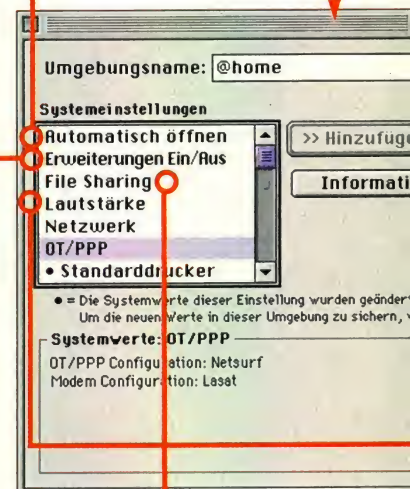 Umgebungsname: @home
Systemeinstellungen
Automatisch öffnen
Erweiterungen Ein/Aus
File Sharing
Lautstärke
Netzwerk
OT/PPP
• Standarddrucker
>> Hinzufüge
Informati
• = Die Systemwerte dieser Einstellung wurden geändert
Um die neuen Werte in dieser Umgebung zu sichern, v
Systemwerte: OT/PPP
OT/PPP Configuration: Netsurf
Modem Configuration: Lasat